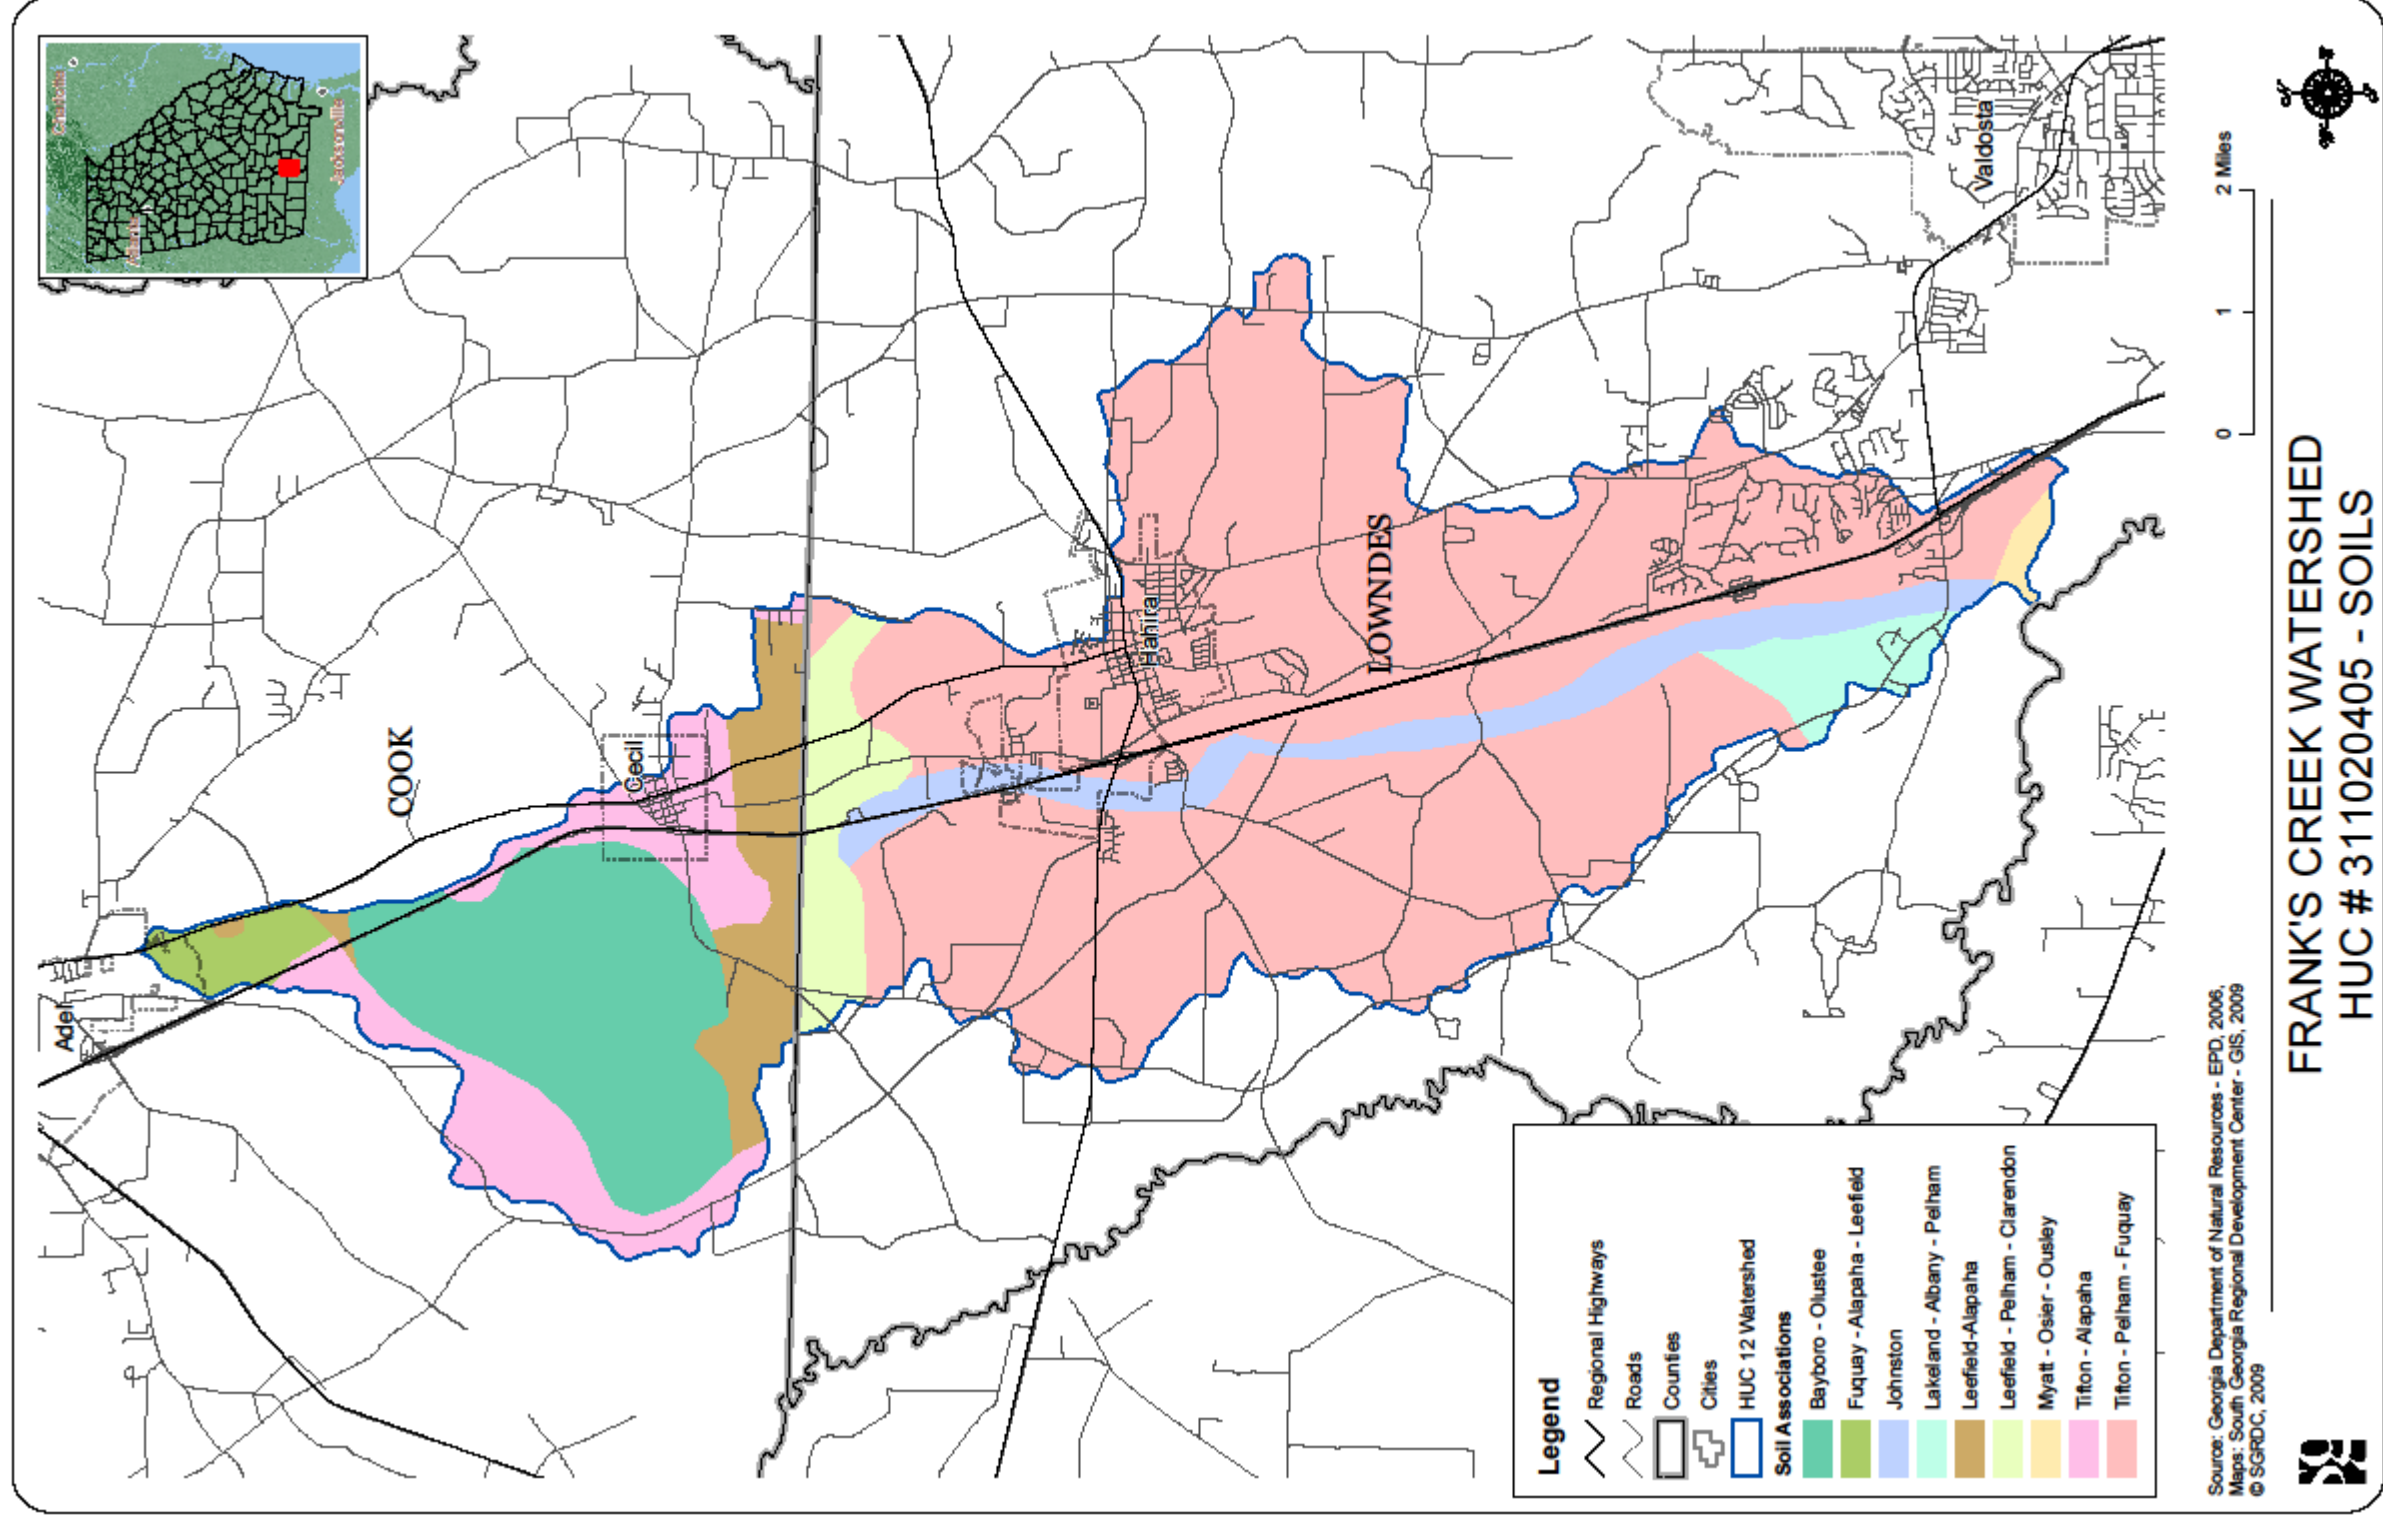 FRANK'S CREEK WATERSHED
HUC # 311020405 - SOILS
Charlotte
Atlanta
Jacksonville
Adel
COOK
Cecil
Hahira
LOWNDES
Valdosta
Legend
Regional Highways
Roads
Counties
Cities
HUC 12 Watershed
Soil Associations
Bayboro - Olustee
Fuquay - Alapaha - Leefield
Johnston
Lakeland - Albany - Pelham
Leefield-Alapaha
Leefield - Pelham - Clarendon
Myatt - Osier - Ousley
Tifton - Alapaha
Tifton - Pelham - Fuquay
0 1 2 Miles
N
W E
S
Source: Georgia Department of Natural Resources - EPD, 2006,
Maps: South Georgia Regional Development Center - GIS, 2009
© SGRDC, 2009